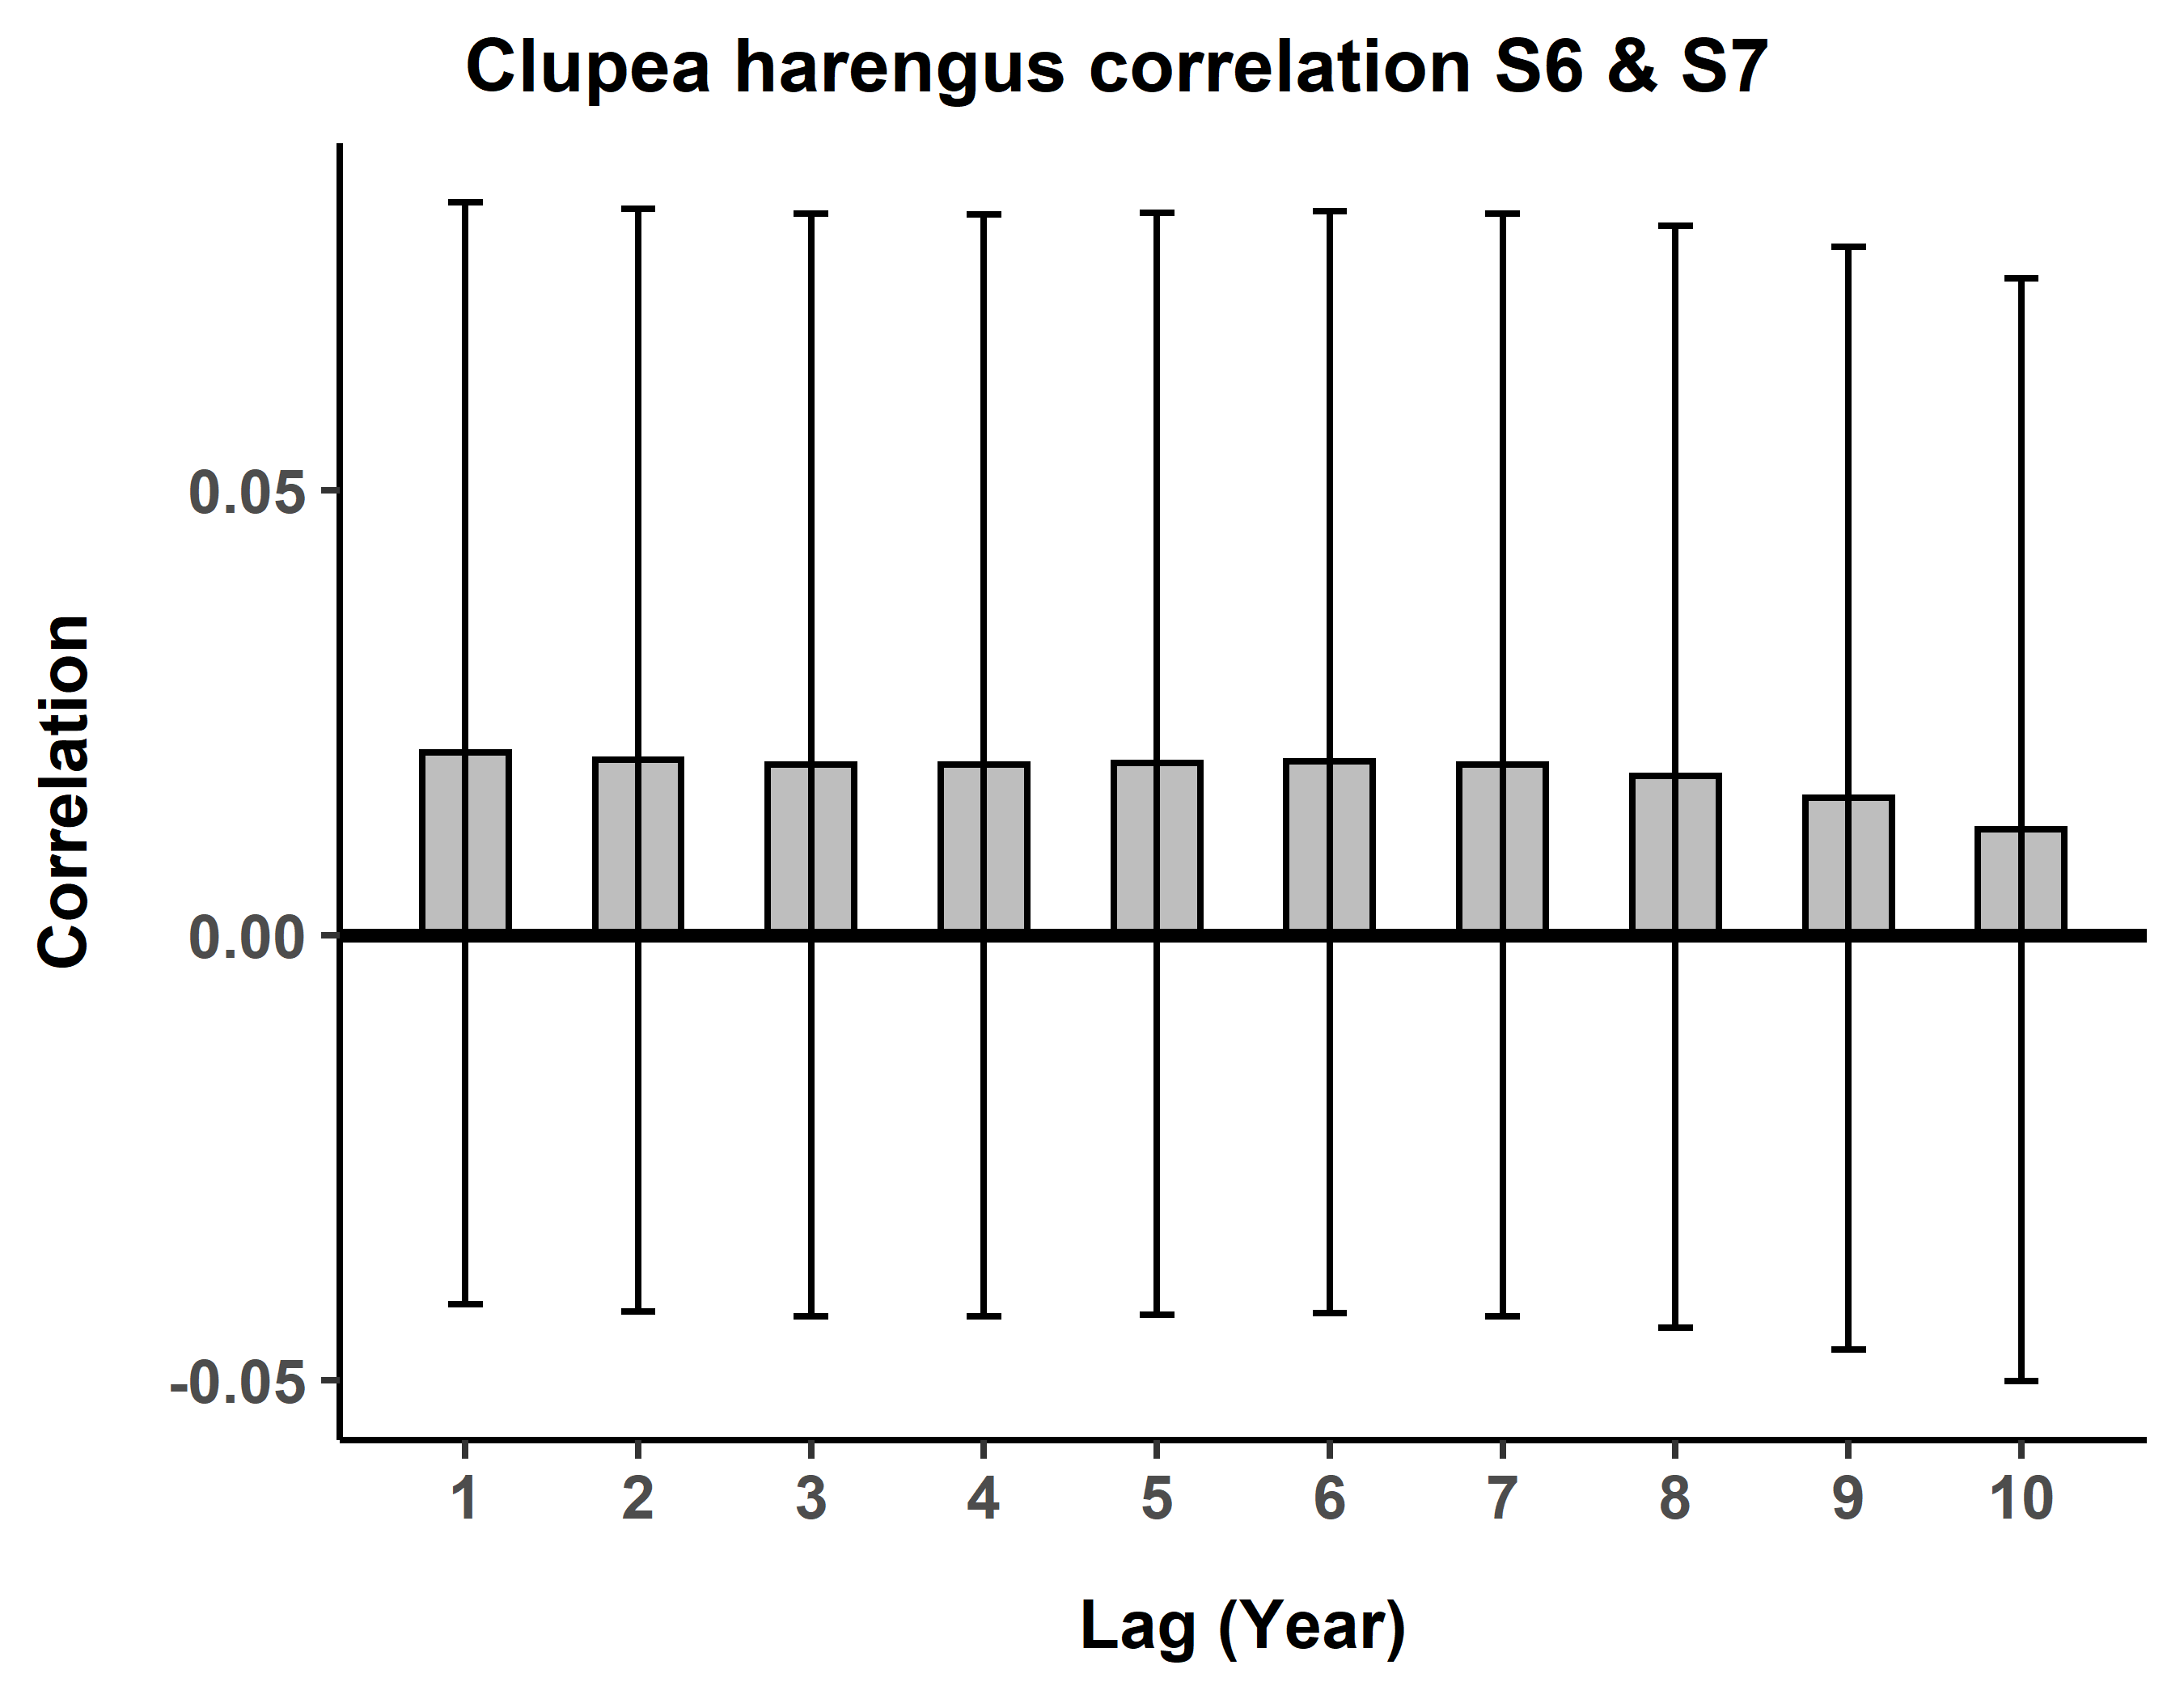 Clupea harengus correlation S6 & S7
Correlation
0.05
0.00
-0.05
1 2 3 4 5 6 7 8 9 10
Lag (Year)